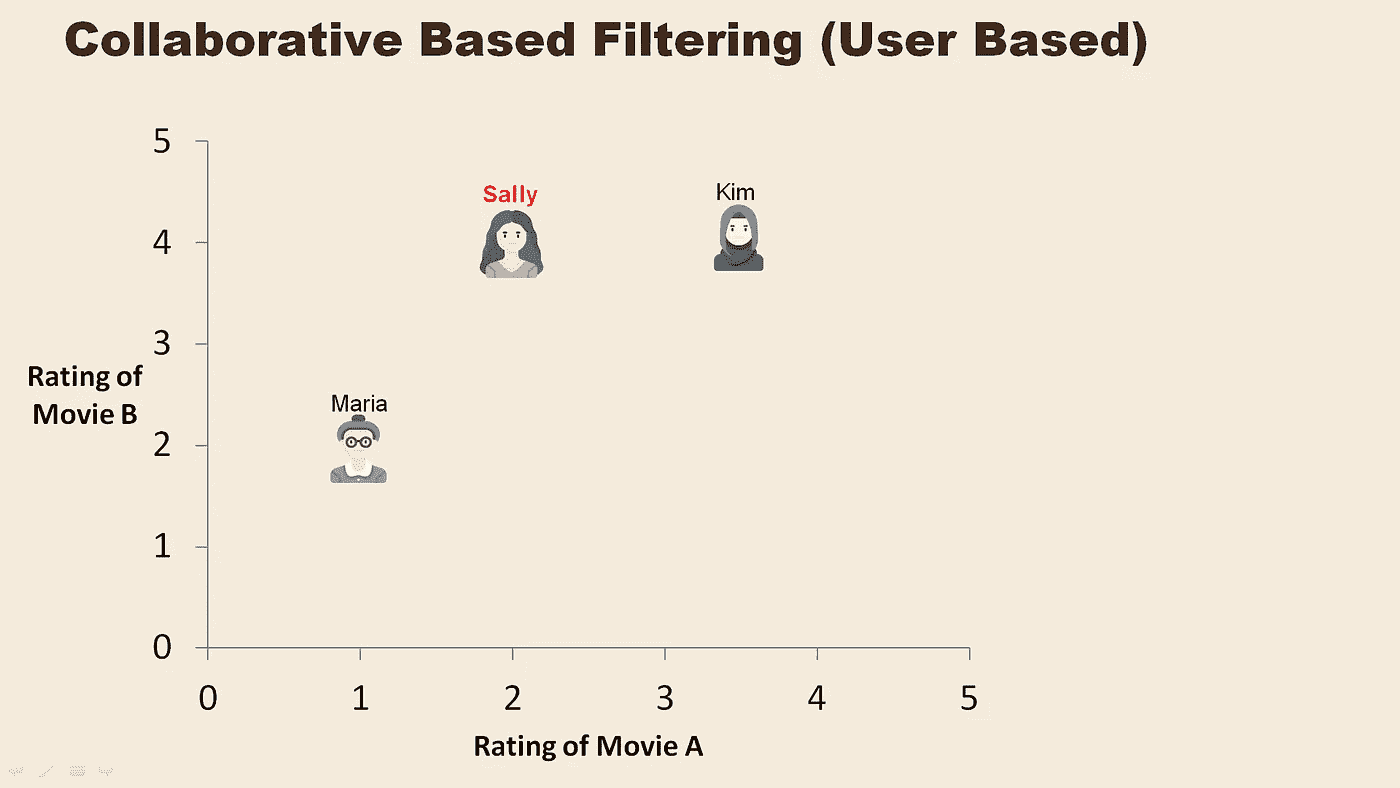 Collaborative Based Filtering (User Based)
5
Sally
Kim
4
3
Rating of
Movie B
Maria
2
1
0
0 1 2 3 4 5
Rating of Movie A